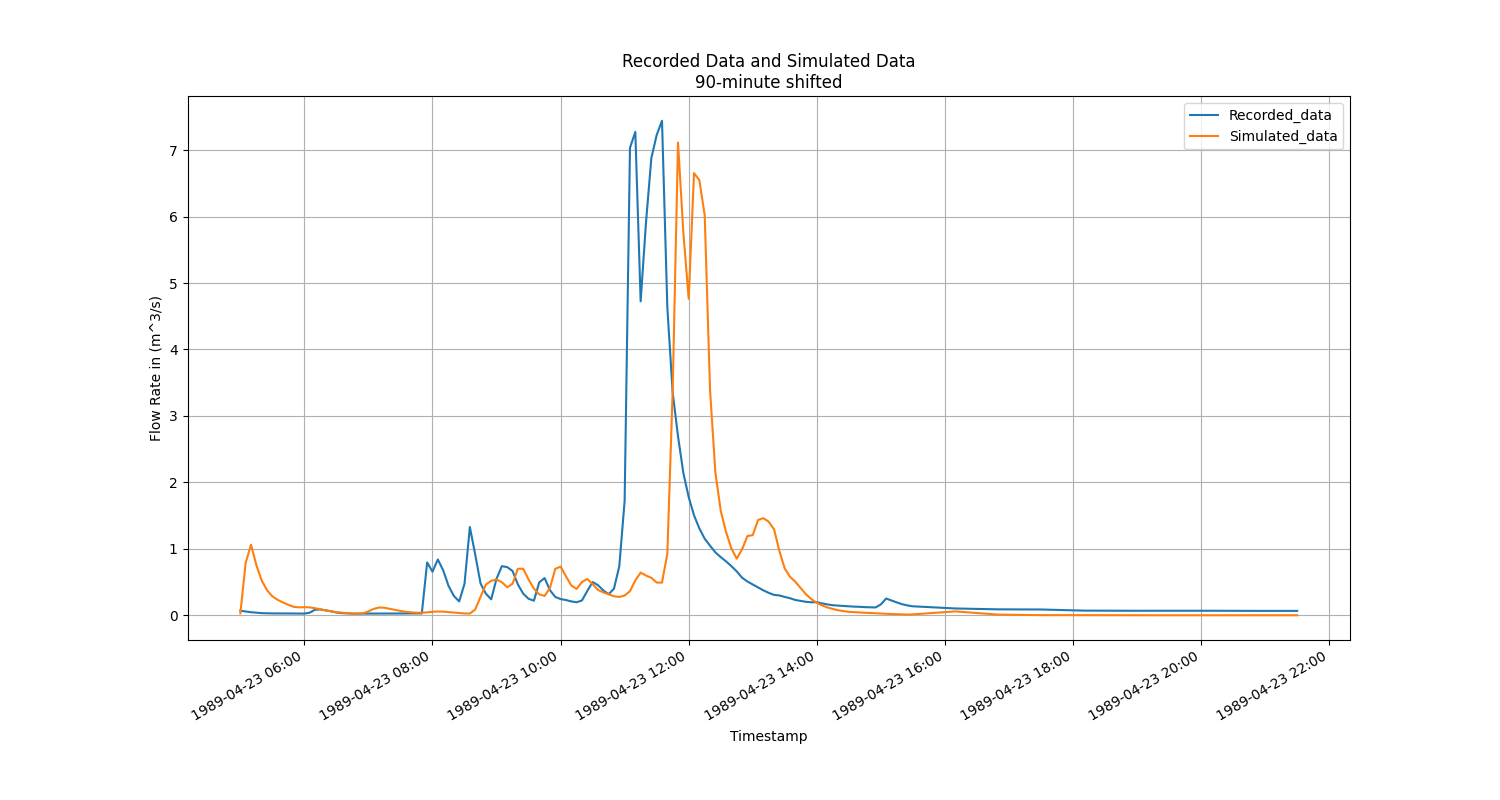 Recorded Data and Simulated Data
90-minute shifted
Recorded_data
Simulated_data
Flow Rate in (m^3/s)
7
6
5
4
3
2
1
0
1989-04-23 06:00
1989-04-23 08:00
1989-04-23 10:00
1989-04-23 12:00
1989-04-23 14:00
1989-04-23 16:00
1989-04-23 18:00
1989-04-23 20:00
1989-04-23 22:00
Timestamp